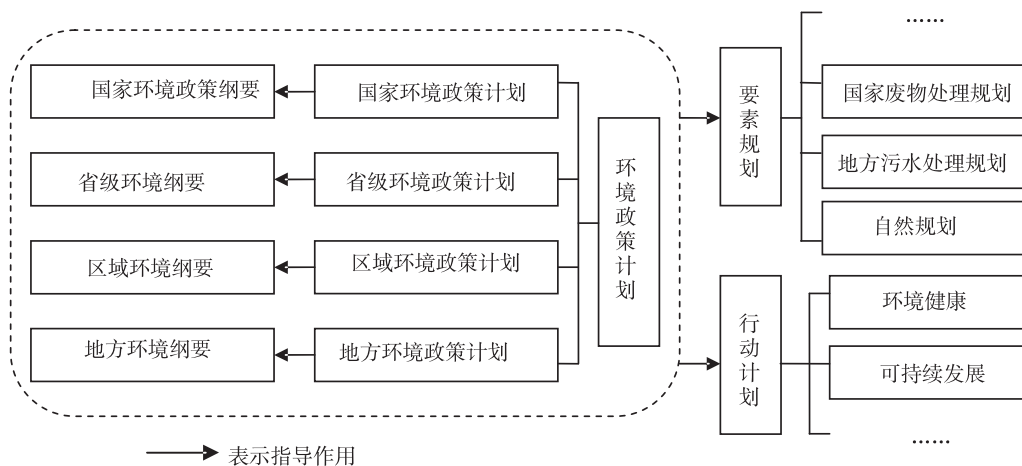 国家环境政策纲要
国家环境政策计划
省级环境纲要
省级环境政策计划
区域环境纲要
区域环境政策计划
地方环境纲要
地方环境政策计划
环境政策计划
要素规划
……
国家废物处理规划
地方污水处理规划
自然规划
行动计划
环境健康
可持续发展
……
表示指导作用